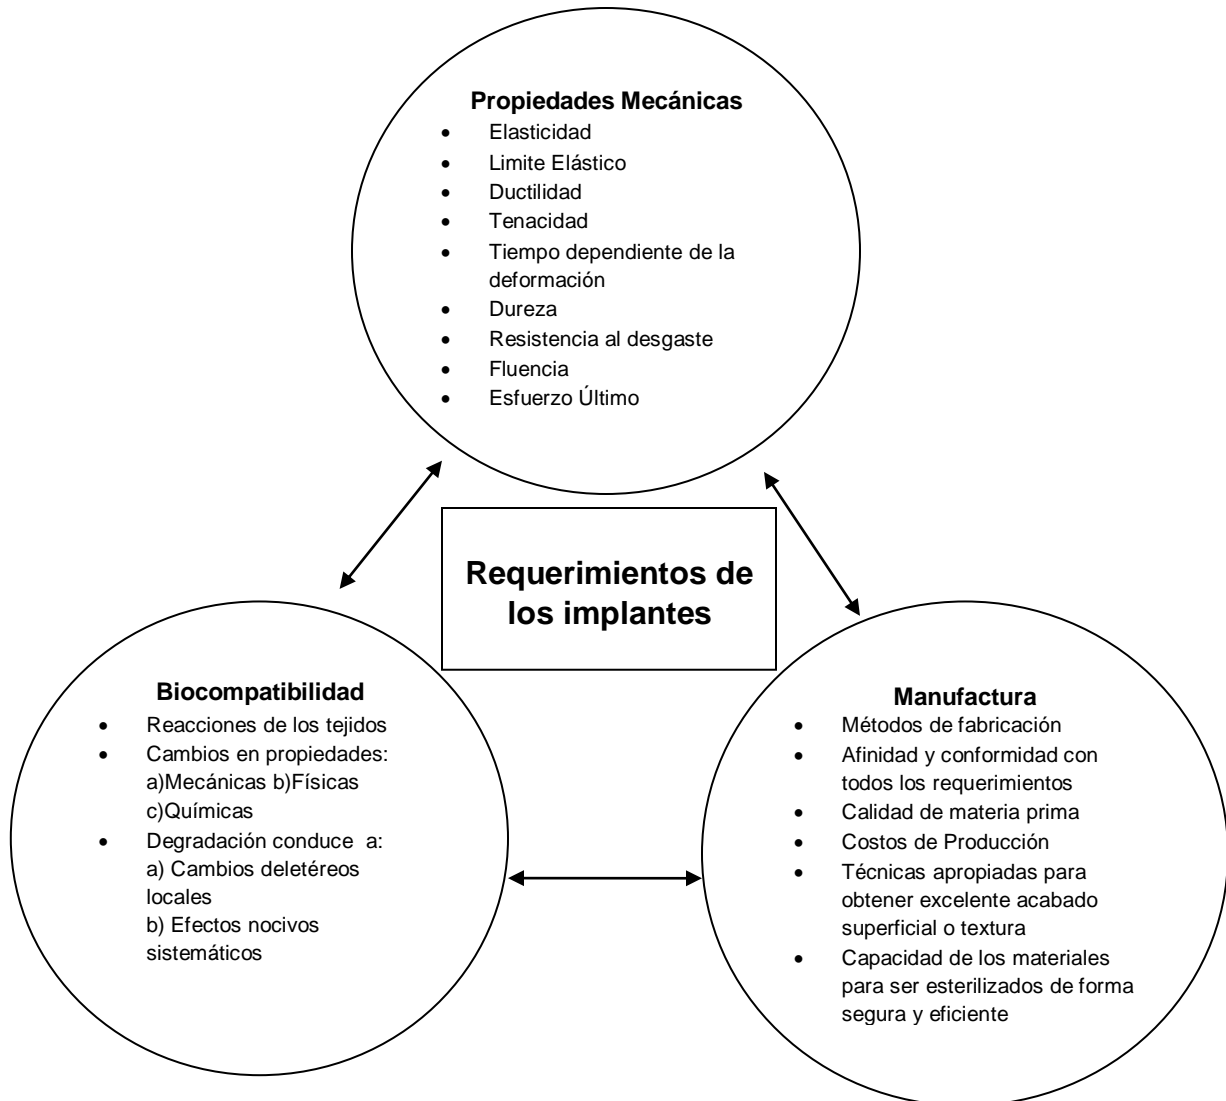 Propiedades Mecánicas
• Elasticidad
• Limite Elástico
• Ductilidad
• Tenacidad
• Tiempo dependiente de la
deformación
• Dureza
• Resistencia al desgaste
• Fluencia
• Esfuerzo Último
Requerimientos de
los implantes
Biocompatibilidad
• Reacciones de los tejidos
• Cambios en propiedades:
a)Mecánicas b)Físicas
c)Químicas
• Degradación conduce a:
a) Cambios deletéreos
locales
b) Efectos nocivos
sistemáticos
Manufactura
• Métodos de fabricación
• Afinidad y conformidad con
todos los requerimientos
• Calidad de materia prima
• Costos de Producción
• Técnicas apropiadas para
obtener excelente acabado
superficial o textura
• Capacidad de los materiales
para ser esterilizados de forma
segura y eficiente